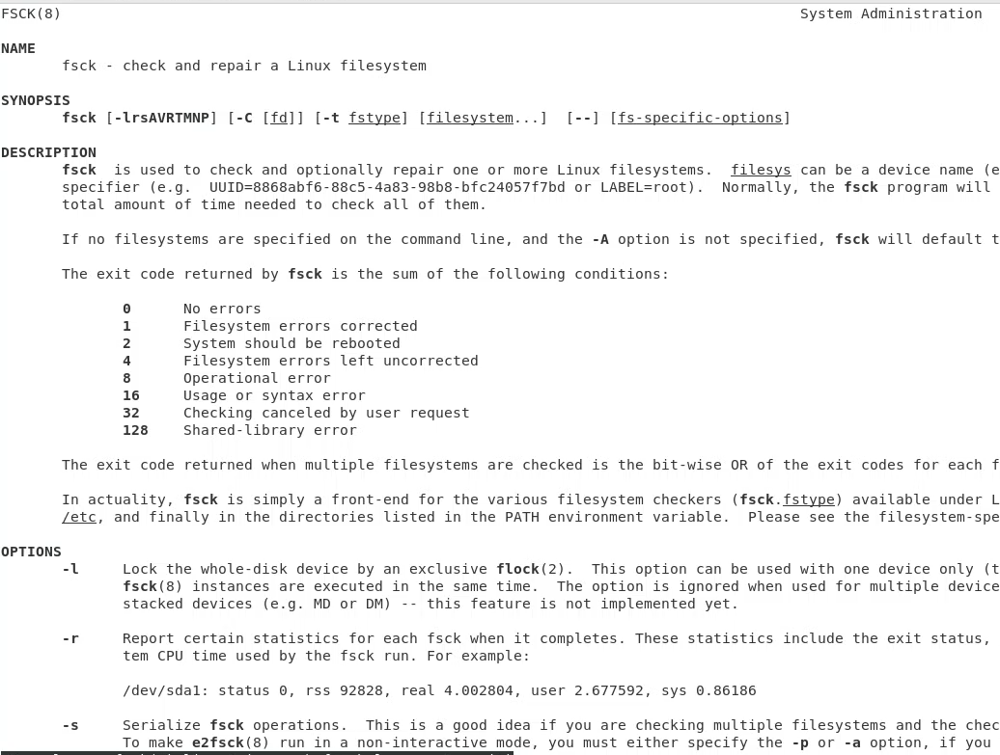 FSCK(8) System Administration
NAME
fsck - check and repair a Linux filesystem
SYNOPSIS
fsck [-lrsAVRTMNP] [-C [fd]] [-t fstype] [filesystem...] [--] [fs-specific-options]
DESCRIPTION
fsck is used to check and optionally repair one or more Linux filesystems. filesys can be a device name (e
specifier (e.g. UUID=8868abf6-88c5-4a83-98b8-bfc24057f7bd or LABEL=root). Normally, the fsck program will
total amount of time needed to check all of them.
If no filesystems are specified on the command line, and the -A option is not specified, fsck will default t
The exit code returned by fsck is the sum of the following conditions:
0 No errors
1 Filesystem errors corrected
2 System should be rebooted
4 Filesystem errors left uncorrected
8 Operational error
16 Usage or syntax error
32 Checking canceled by user request
128 Shared-library error
The exit code returned when multiple filesystems are checked is the bit-wise OR of the exit codes for each f
In actuality, fsck is simply a front-end for the various filesystem checkers (fsck.fstype) available under L
/etc, and finally in the directories listed in the PATH environment variable. Please see the filesystem-spe
OPTIONS
-l Lock the whole-disk device by an exclusive flock(2). This option can be used with one device only (t
fsck(8) instances are executed in the same time. The option is ignored when used for multiple device
stacked devices (e.g. MD or DM) -- this feature is not implemented yet.
-r Report certain statistics for each fsck when it completes. These statistics include the exit status,
tem CPU time used by the fsck run. For example:
/dev/sda1: status 0, rss 92828, real 4.002804, user 2.677592, sys 0.86186
-s Serialize fsck operations. This is a good idea if you are checking multiple filesystems and the chec
To make e2fsck(8) run in a non-interactive mode, you must either specify the -p or -a option, if you